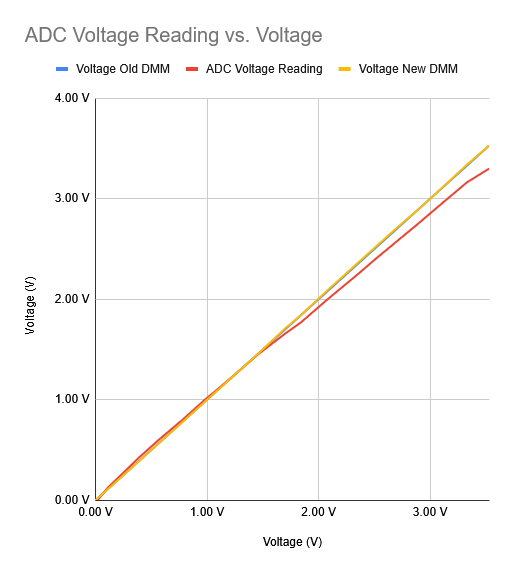 ADC Voltage Reading vs. Voltage
Voltage Old DMM ADC Voltage Reading Voltage New DMM
4.00 V
3.00 V
2.00 V
1.00 V
0.00 V
Voltage (V)
0.00 V 1.00 V 2.00 V 3.00 V
Voltage (V)